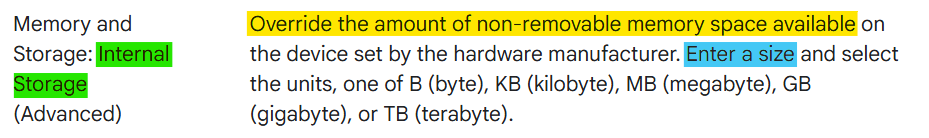 Memory and
Storage: Internal
Storage
(Advanced)
Override the amount of non-removable memory space available on
the device set by the hardware manufacturer. Enter a size and select
the units, one of B (byte), KB (kilobyte), MB (megabyte), GB
(gigabyte), or TB (terabyte).